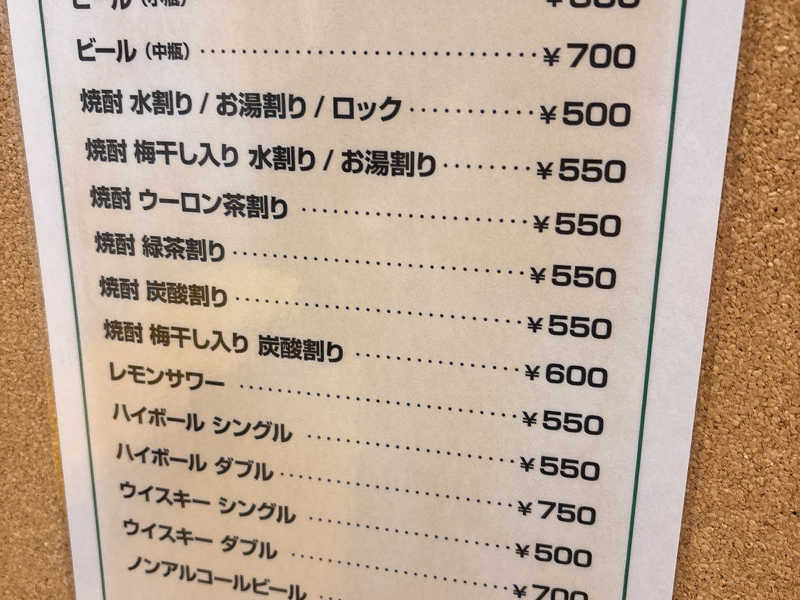 ビール（小瓶）
ビール（中瓶） ¥700
焼酎 水割り / お湯割り / ロック ¥500
焼酎 梅干し入り 水割り / お湯割り ¥550
焼酎 ウーロン茶割り ¥550
焼酎 緑茶割り ¥550
焼酎 炭酸割り ¥550
焼酎 梅干し入り 炭酸割り ¥600
レモンサワー ¥550
ハイボール シングル ¥550
ハイボール ダブル ¥750
ウイスキー シングル ¥500
ウイスキー ダブル ¥700
ノンアルコールビール